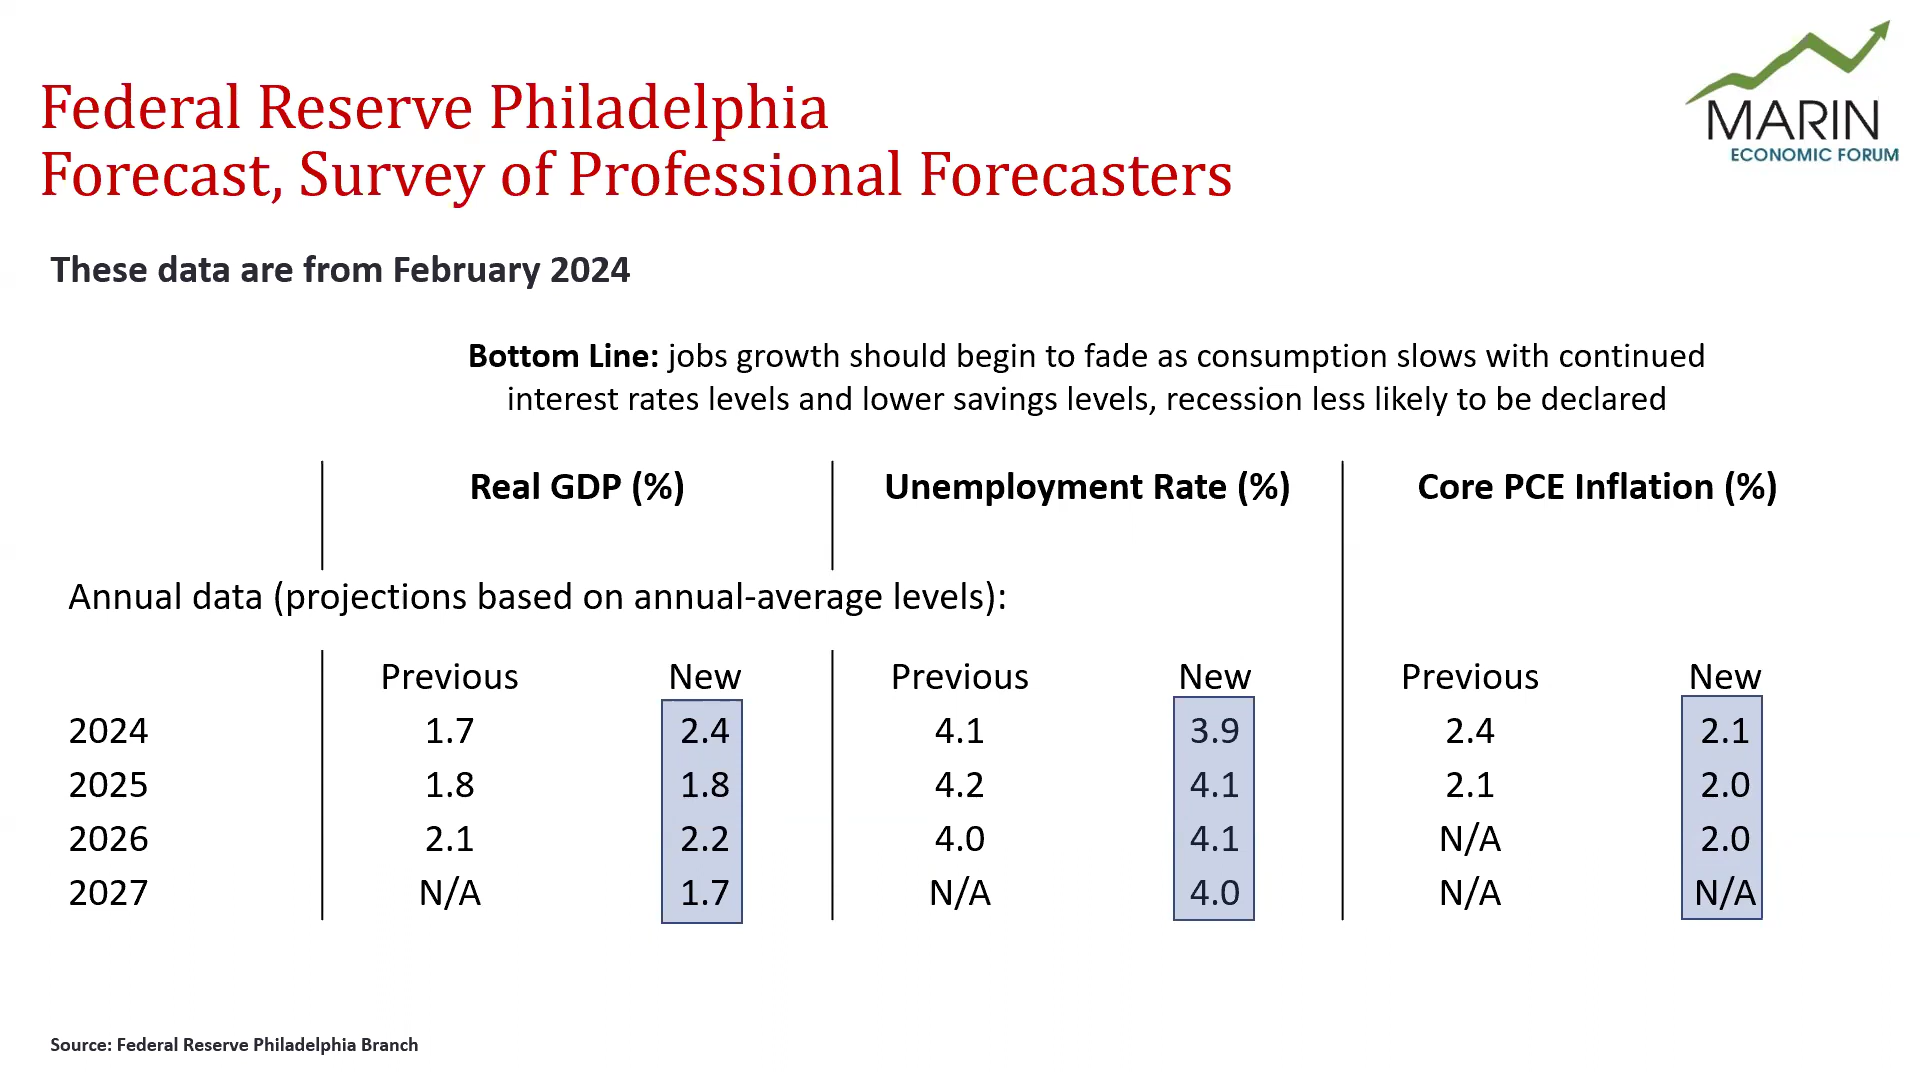 Federal Reserve Philadelphia
Forecast, Survey of Professional Forecasters
MARIN
ECONOMIC FORUM
These data are from February 2024
Bottom Line: jobs growth should begin to fade as consumption slows with continued
interest rates levels and lower savings levels, recession less likely to be declared
Real GDP (%) Unemployment Rate (%) Core PCE Inflation (%)
Annual data (projections based on annual-average levels):
Previous New Previous New Previous New
2024 1.7 2.4 4.1 3.9 2.4 2.1
2025 1.8 1.8 4.2 4.1 2.1 2.0
2026 2.1 2.2 4.0 4.1 N/A 2.0
2027 N/A 1.7 N/A 4.0 N/A N/A
Source: Federal Reserve Philadelphia Branch